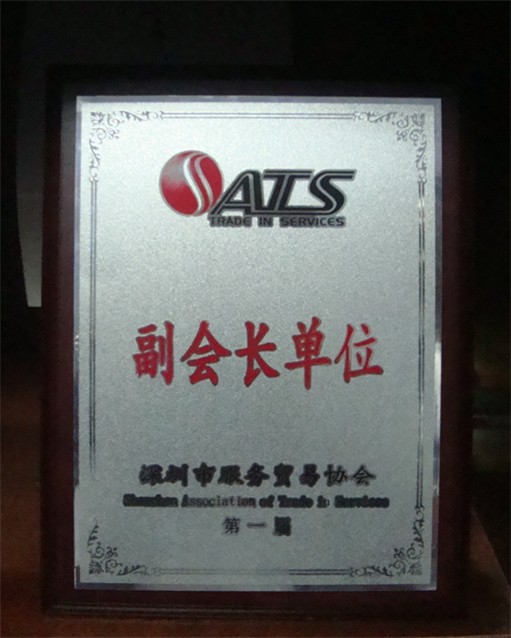 SATS
TRADE IN SERVICES
副会长单位
深圳市服务贸易协会
Shenzhen Association of Trade in Services
第一届